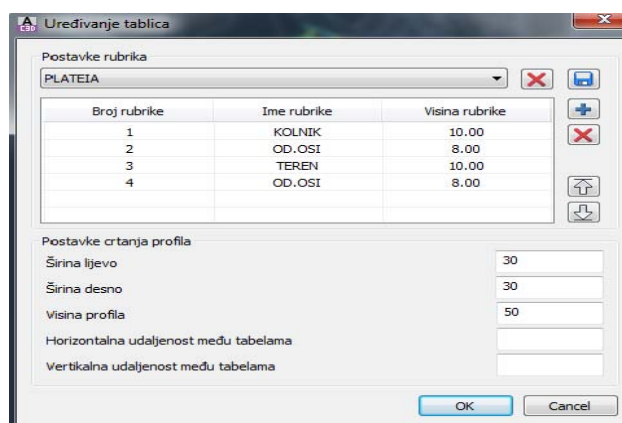 A
C3D
Uređivanje tablica
Postavke rubrika
PLATEIA
Broj rubrike Ime rubrike Visina rubrike
1 KOLNIK 10.00
2 OD.OSI 8.00
3 TEREN 10.00
4 OD.OSI 8.00
Postavke crtanja profila
Širina lijevo 30
Širina desno 30
Visina profila 50
Horizontalna udaljenost među tabelama
Vertikalna udaljenost među tabelama
OK Cancel